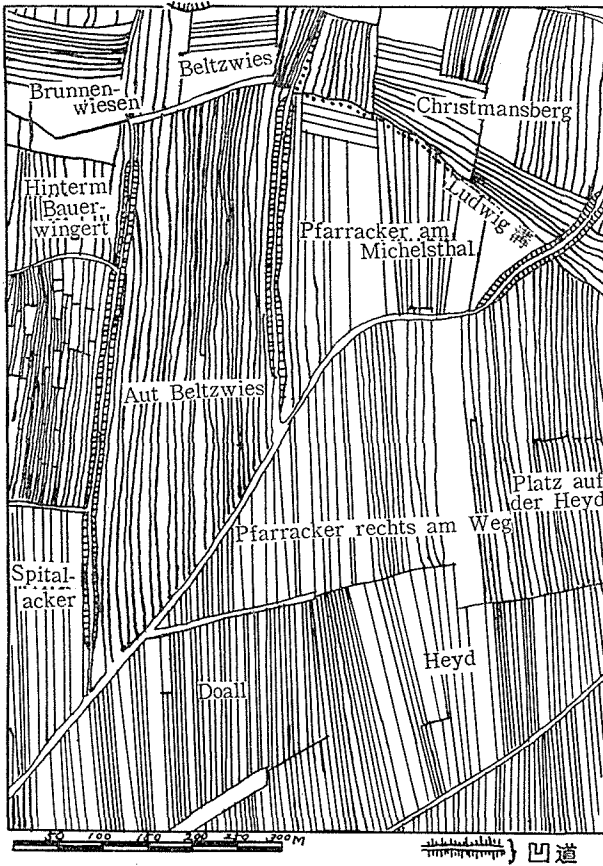 Beltzwies
Brunnen-
wiesen
Christmansberg
Hinterm
Bauer-
wingert
Ludwig 溝
Pfarracker am
Michelsthal
Aut Beltzwies
Platz auf
der Heyd
Pfarracker rechts am Weg
Spital-
acker
Heyd
Doall
50 100 150 200 250 300M
凹道